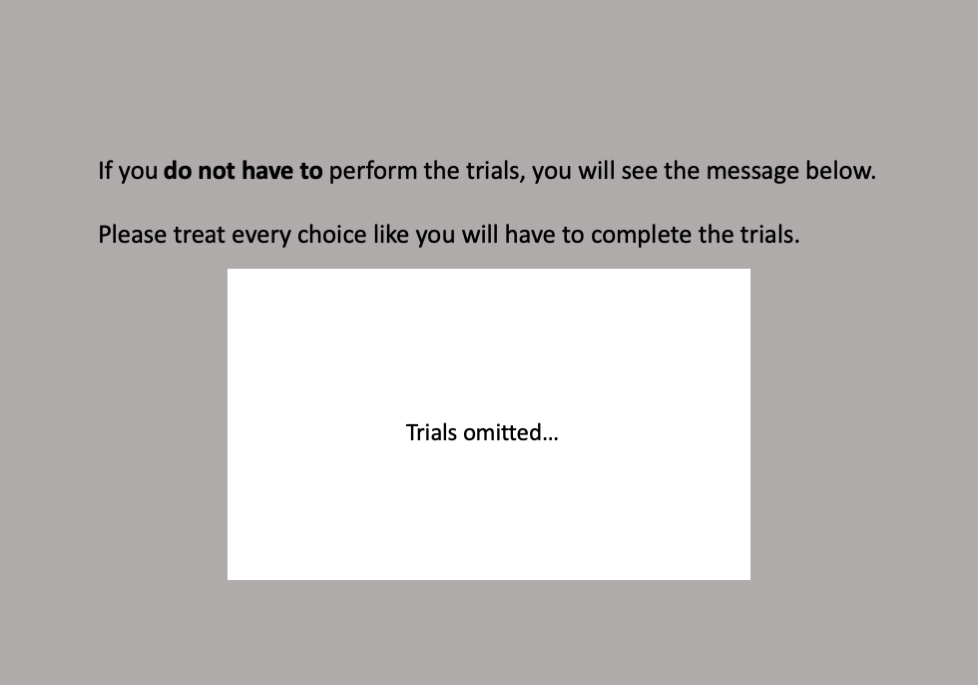 If you do not have to perform the trials, you will see the message below.
Please treat every choice like you will have to complete the trials.
Trials omitted...